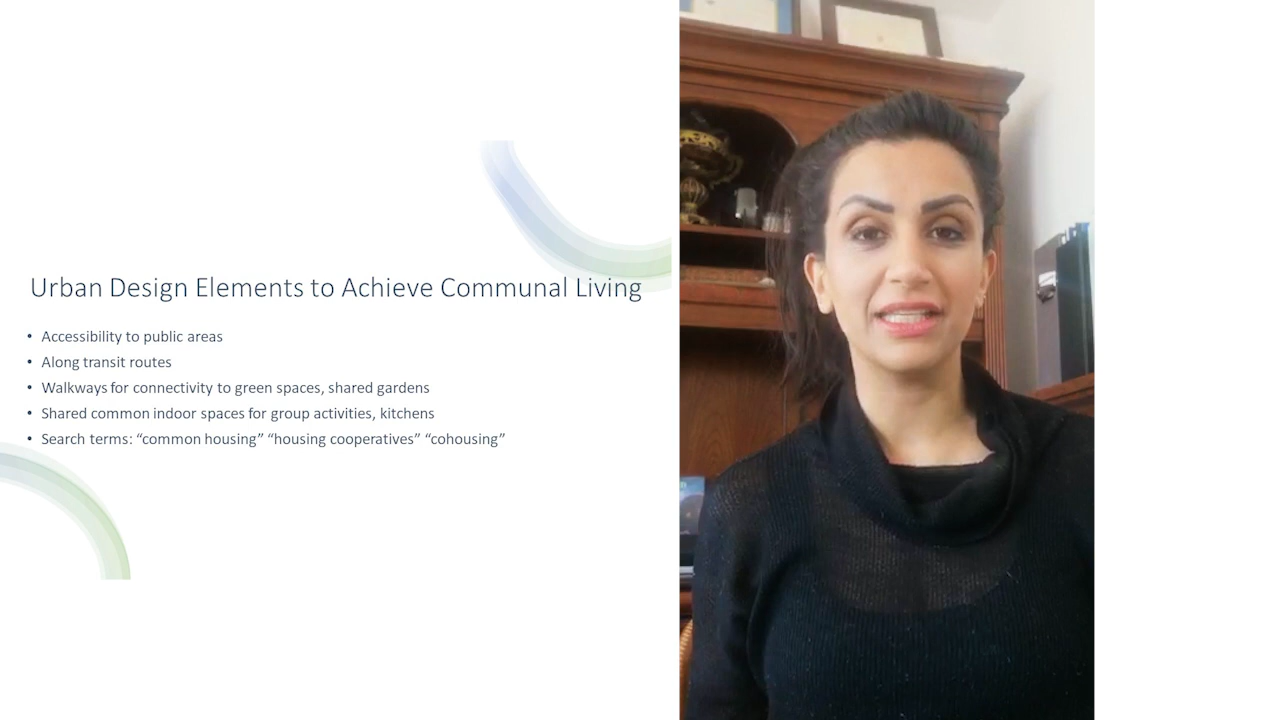 Urban Design Elements to Achieve Communal Living
• Accessibility to public areas
• Along transit routes
• Walkways for connectivity to green spaces, shared gardens
• Shared common indoor spaces for group activities, kitchens
• Search terms: “common housing” “housing cooperatives” “cohousing”